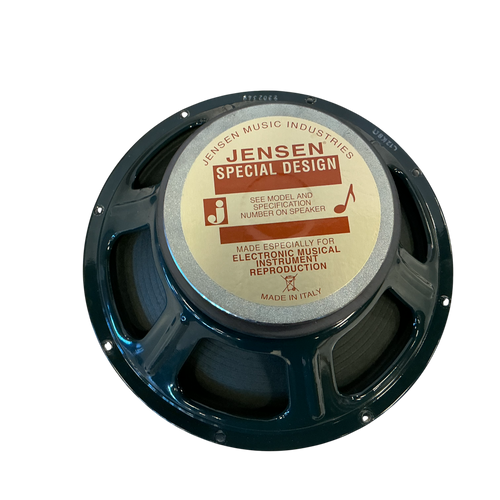 JENSEN MUSIC INDUSTRIES
JENSEN®
SPECIAL DESIGN
j
SEE MODEL AND
SPECIFICATION
NUMBER ON SPEAKER
MADE ESPECIALLY FOR
ELECTRONIC MUSICAL
INSTRUMENT
REPRODUCTION
MADE IN ITALY